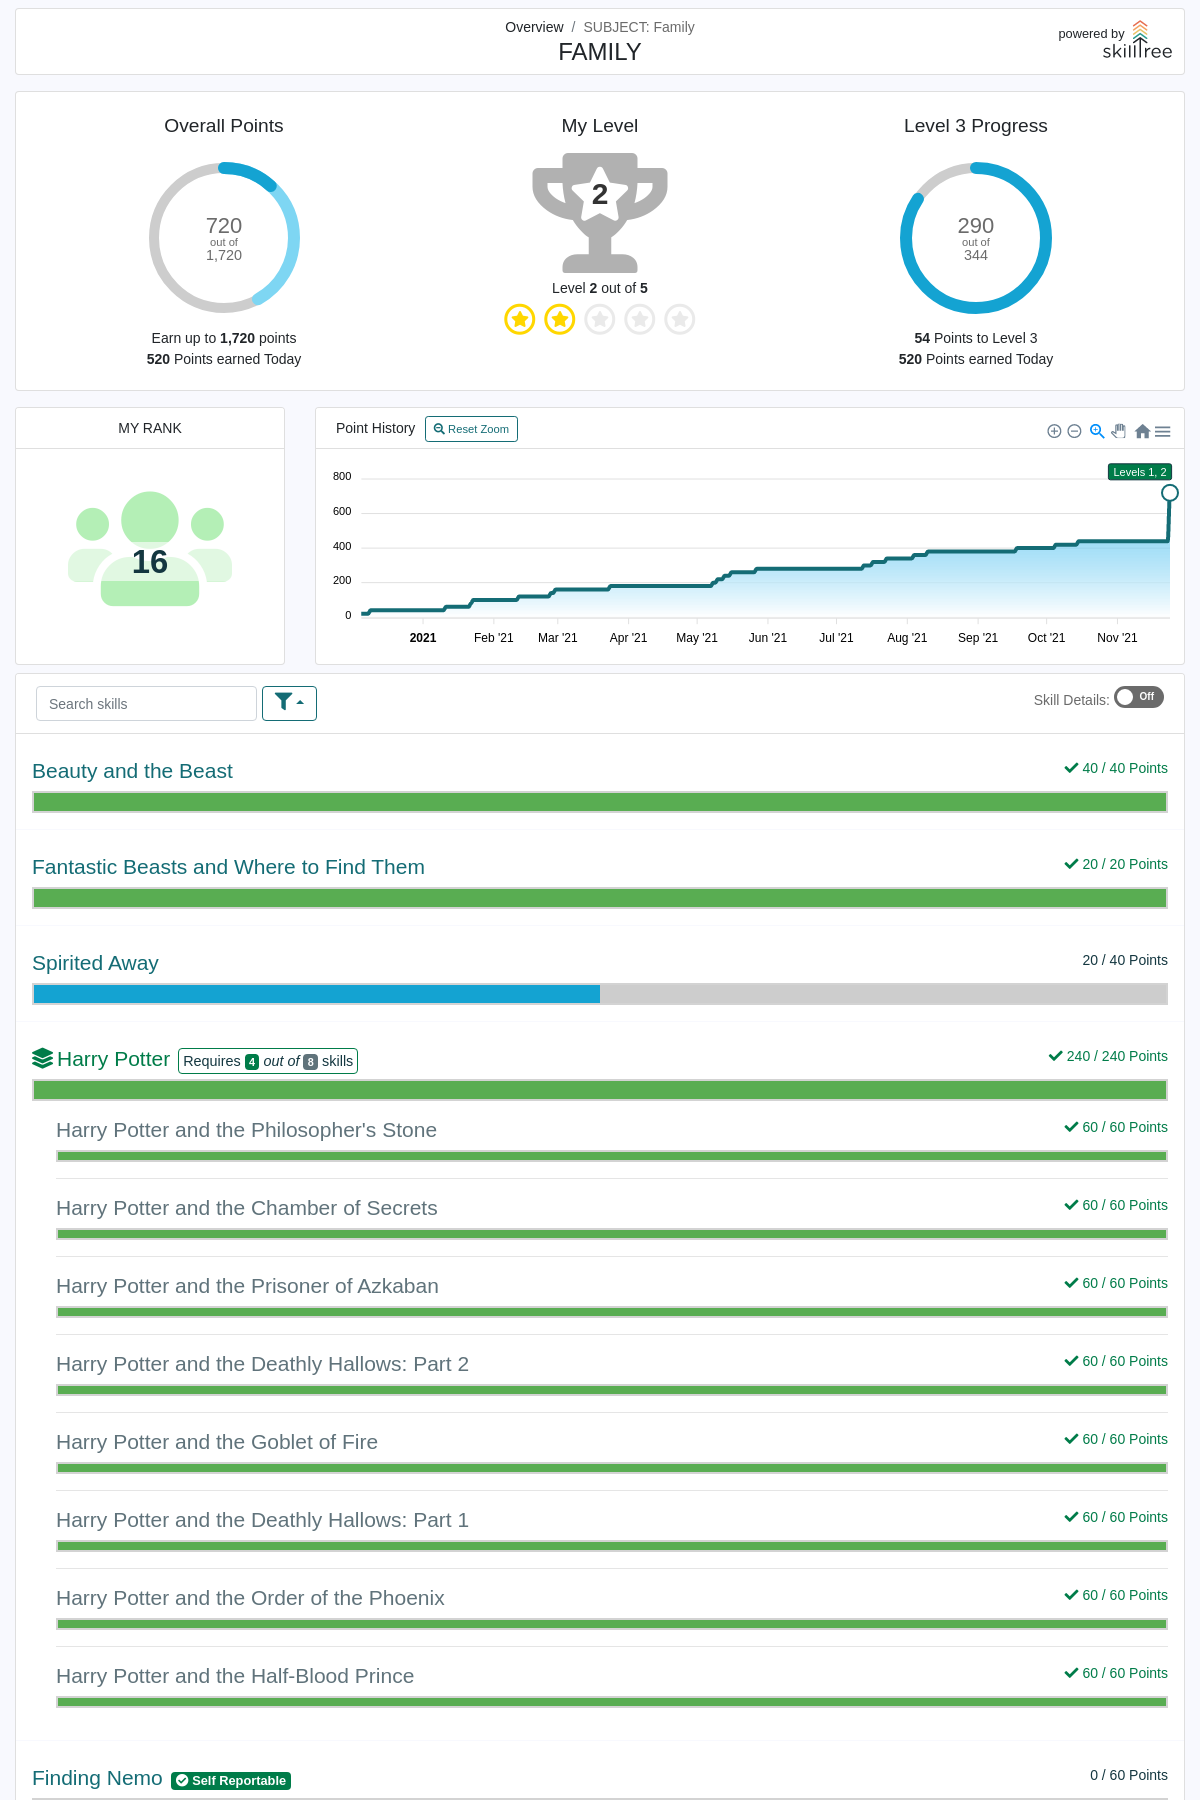 Overview / SUBJECT: Family
FAMILY
powered by
skilltree
Overall Points
720
out of
1,720
Earn up to 1,720 points
520 Points earned Today
My Level
2
Level 2 out of 5
Level 3 Progress
290
out of
344
54 Points to Level 3
520 Points earned Today
MY RANK
16
Point History
Reset Zoom
Levels 1, 2
800
600
400
200
0
2021 Feb '21 Mar '21 Apr '21 May '21 Jun '21 Jul '21 Aug '21 Sep '21 Oct '21 Nov '21
Search skills
Skill Details: Off
Beauty and the Beast
40 / 40 Points
Fantastic Beasts and Where to Find Them
20 / 20 Points
Spirited Away
20 / 40 Points
Harry Potter Requires 4 out of 8 skills
240 / 240 Points
Harry Potter and the Philosopher's Stone
60 / 60 Points
Harry Potter and the Chamber of Secrets
60 / 60 Points
Harry Potter and the Prisoner of Azkaban
60 / 60 Points
Harry Potter and the Deathly Hallows: Part 2
60 / 60 Points
Harry Potter and the Goblet of Fire
60 / 60 Points
Harry Potter and the Deathly Hallows: Part 1
60 / 60 Points
Harry Potter and the Order of the Phoenix
60 / 60 Points
Harry Potter and the Half-Blood Prince
60 / 60 Points
Finding Nemo Self Reportable
0 / 60 Points